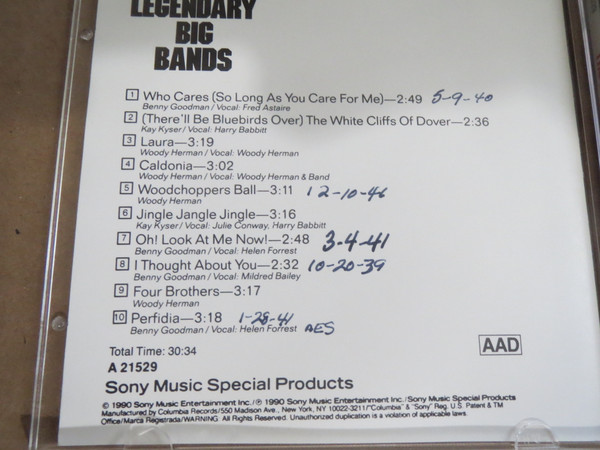 LEGENDARY
BIG
BANDS
1 Who Cares (So Long As You Care For Me)—2:49 5-9-40
Benny Goodman/Vocal: Fred Astaire
2 (There'll Be Bluebirds Over) The White Cliffs Of Dover—2:36
Kay Kyser/Vocal: Harry Babbitt
3 Laura—3:19
Woody Herman/Vocal: Woody Herman
4 Caldonia—3:02
Woody Herman/Vocal: Woody Herman & Band
5 Woodchoppers Ball—3:11 12-10-46
Woody Herman
6 Jingle Jangle Jingle—3:16
Kay Kyser/Vocal: Julie Conway, Harry Babbitt
7 Oh! Look At Me Now!—2:48 3-4-41
Benny Goodman/Vocal: Helen Forrest
8 I Thought About You—2:32 10-20-39
Benny Goodman/Vocal: Mildred Bailey
9 Four Brothers—3:17
Woody Herman
10 Perfidia—3:18 1-28-41
Benny Goodman/Vocal: Helen Forrest AES
Total Time: 30:34
AAD
A 21529
Sony Music Special Products
© 1990 Sony Music Entertainment Inc./℗ 1990 Sony Music Entertainment Inc./Sony Music Special Products
Manufactured by Columbia Records/550 Madison Ave., New York, NY 10022-3211/"Columbia" & "Sony" Reg. U.S. Patent & TM
Office/Marca Registrada/WARNING: All Rights Reserved. Unauthorized duplication is a violation of applicable laws.